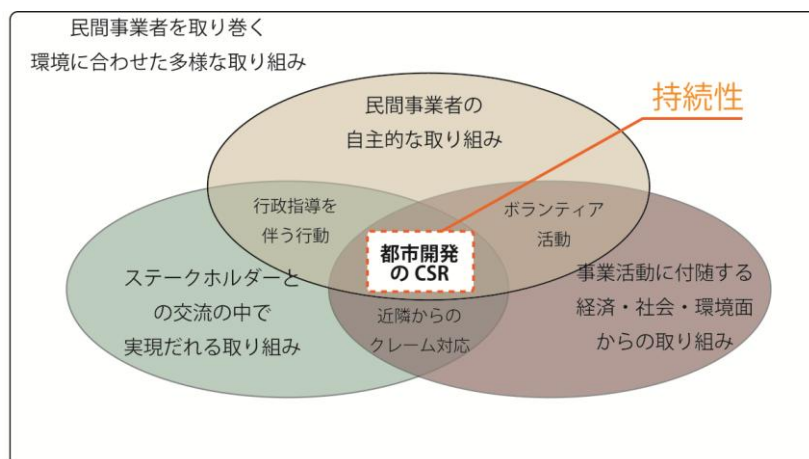 民間事業者を取り巻く
環境に合わせた多様な取り組み
持続性
民間事業者の
自主的な取り組み
行政指導を
伴う行動
ボランティア
活動
都市開発
の CSR
ステークホルダーと
の交流の中で
実現だれる取り組み
近隣からの
クレーム対応
事業活動に付随する
経済・社会・環境面
からの取り組み